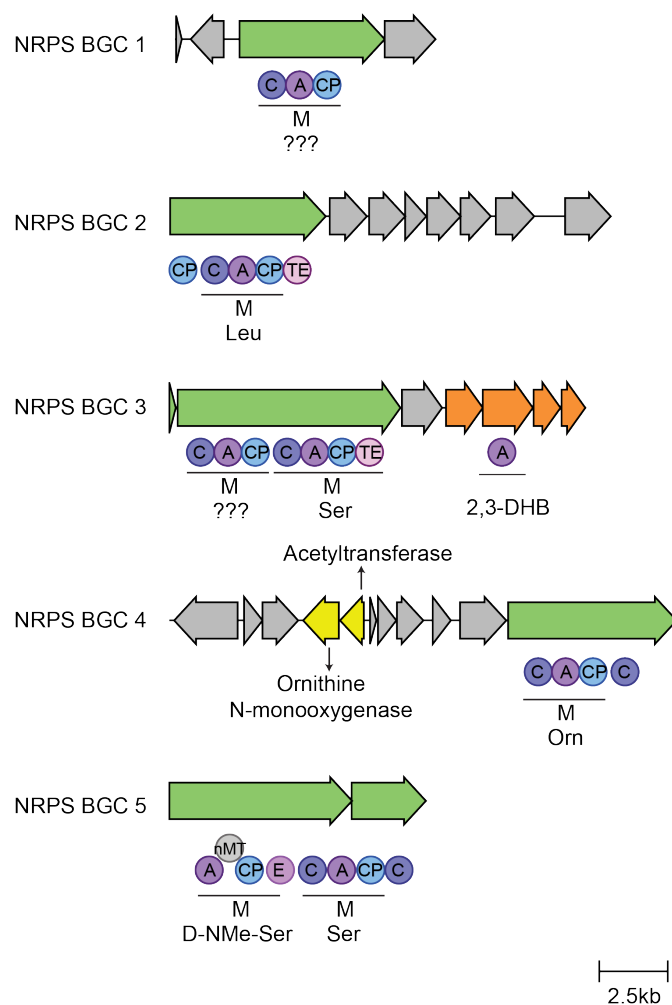 NRPS BGC 1
C A CP
M
???
NRPS BGC 2
CP C A CP TE
M
Leu
NRPS BGC 3
C A CP C A CP TE A
M M
??? Ser 2,3-DHB
Acetyltransferase
NRPS BGC 4
Ornithine
N-monooxygenase
C A CP C
M
Orn
NRPS BGC 5
nMT
A CP E C A CP C
M M
D-NMe-Ser Ser
2.5kb